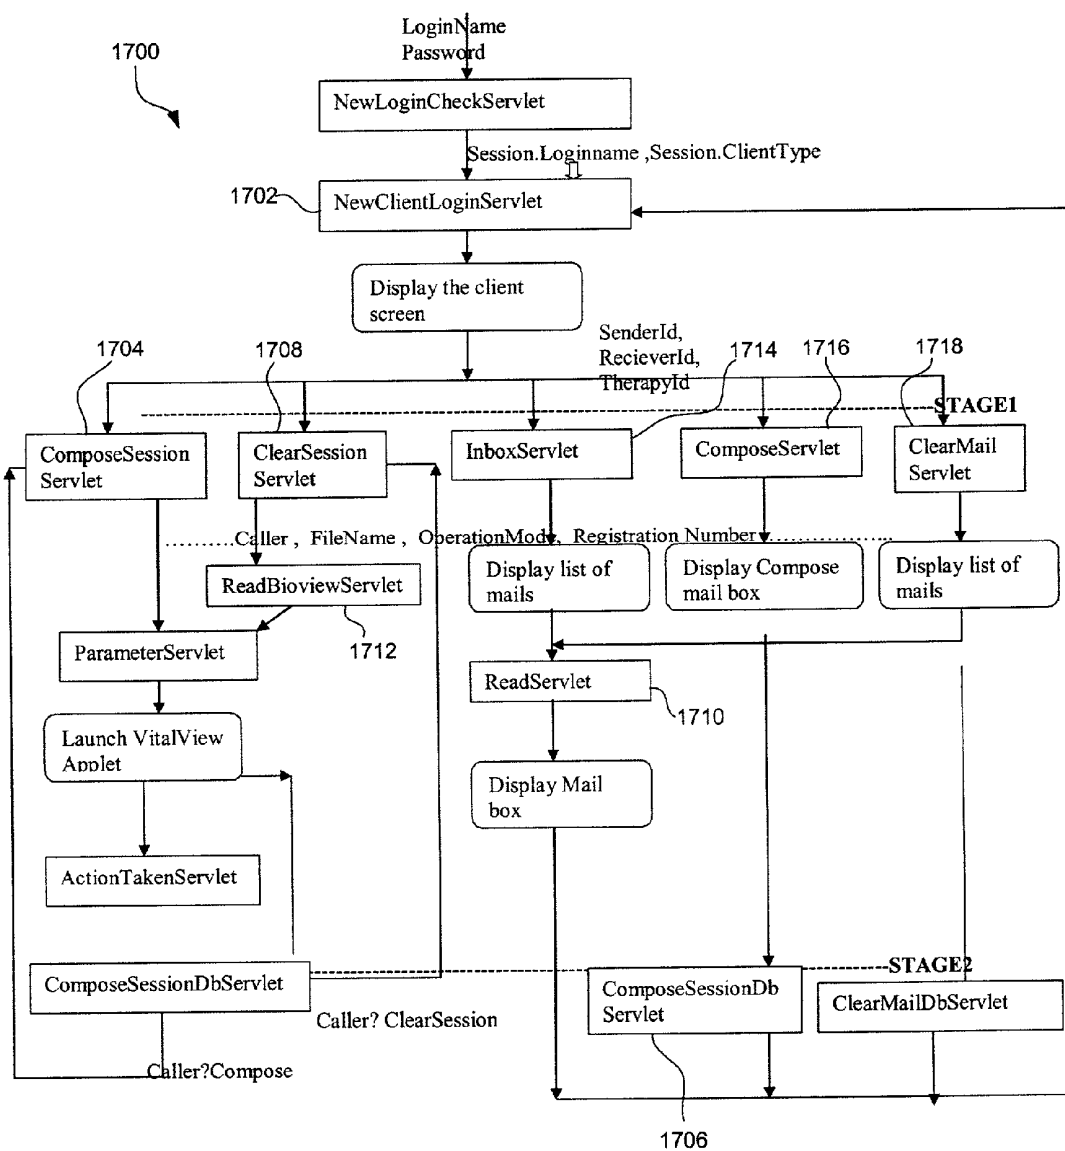 LoginName
Password
1700
NewLoginCheckServlet
Session.Loginname ,Session.ClientType
1702
NewClientLoginServlet
Display the client
screen
SenderId,
RecieverId,
TherapyId
1704
1708
1714
1716
1718
STAGE1
ComposeSession
Servlet
ClearSession
Servlet
InboxServlet
ComposeServlet
ClearMail
Servlet
.........Caller , FileName , OperationMode, Registration Number................
ReadBioviewServlet
Display list of
mails
Display Compose
mail box
Display list of
mails
1712
ParameterServlet
ReadServlet
1710
Launch VitalView
Applet
Display Mail
box
ActionTakenServlet
STAGE2
ComposeSessionDbServlet
ComposeSessionDb
Servlet
ClearMailDbServlet
Caller? ClearSession
Caller?Compose
1706